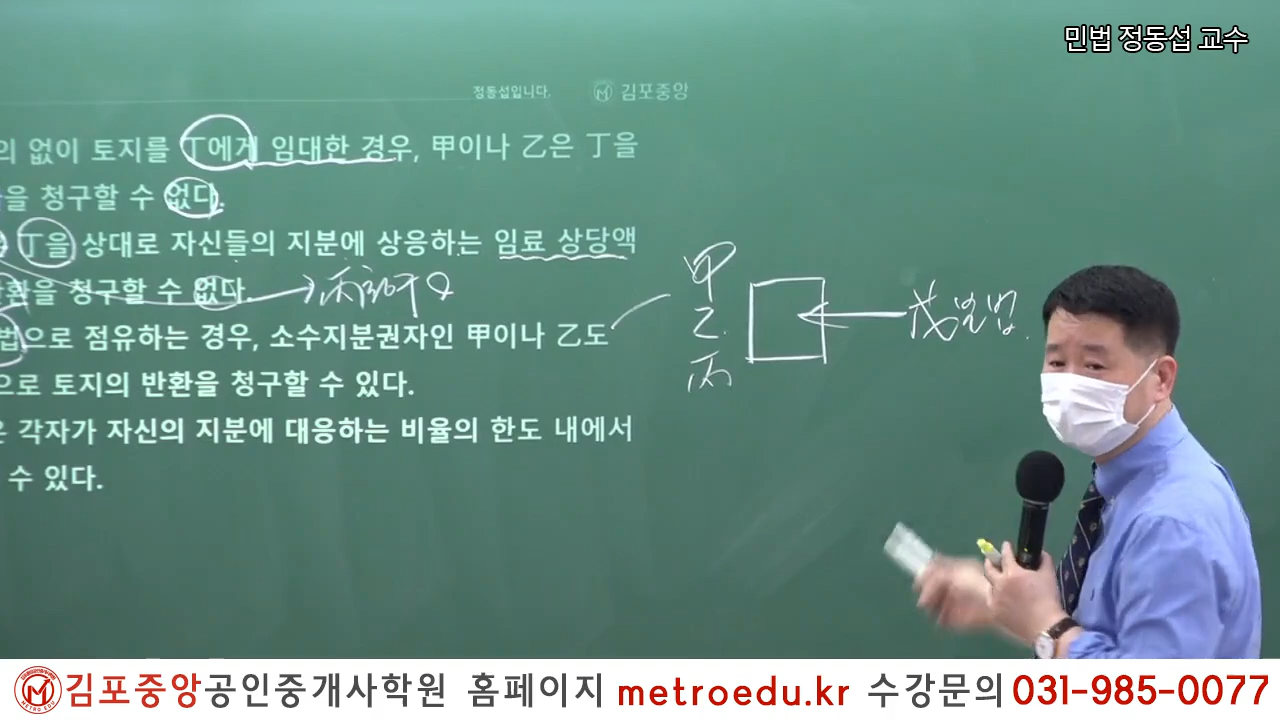 민법 정동섭 교수
정동섭입니다. 김포중앙
의 없이 토지를 丁에게 임대한 경우, 甲이나 乙은 丁을
을 청구할 수 없다.
丁을 상대로 자신들의 지분에 상응하는 임료 상당액
환을 청구할 수 없다.
법으로 점유하는 경우, 소수지분권자인 甲이나 乙도
으로 토지의 반환을 청구할 수 있다.
은 각자가 자신의 지분에 대응하는 비율의 한도 내에서
수 있다.
甲
乙
丙
불법
METRO EDU 김포중앙공인중개사학원 홈페이지 metroedu.kr 수강문의 031-985-0077